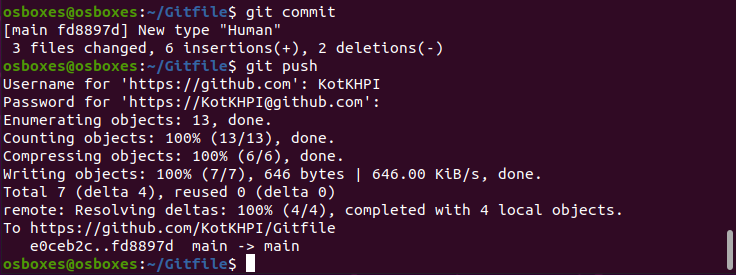 osboxes@osboxes:~/Gitfile$ git commit
[main fd8897d] New type "Human"
 3 files changed, 6 insertions(+), 2 deletions(-)
osboxes@osboxes:~/Gitfile$ git push
Username for 'https://github.com': KotKHPI
Password for 'https://KotKHPI@github.com':
Enumerating objects: 13, done.
Counting objects: 100% (13/13), done.
Compressing objects: 100% (6/6), done.
Writing objects: 100% (7/7), 646 bytes | 646.00 KiB/s, done.
Total 7 (delta 4), reused 0 (delta 0)
remote: Resolving deltas: 100% (4/4), completed with 4 local objects.
To https://github.com/KotKHPI/Gitfile
   e0ceb2c..fd8897d  main -> main
osboxes@osboxes:~/Gitfile$